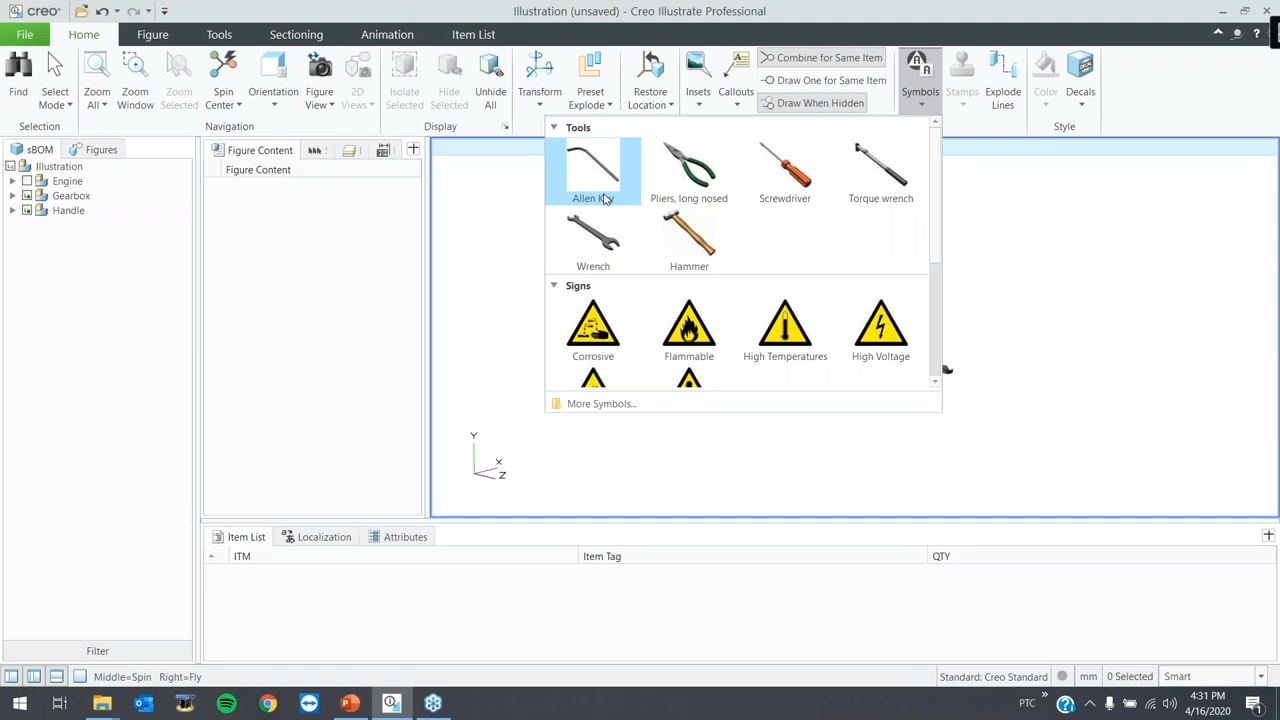 creo
Illustration (unsaved) - Creo Illustrate Professional
File
Home
Figure
Tools
Sectioning
Animation
Item List
Find
Select Mode
Zoom All
Zoom Window
Zoom Selected
Spin Center
Orientation
Figure View
2D Views
Isolate Selected
Hide Selected
Unhide All
Transform
Preset Explode
Restore Location
Insets
Callouts
Combine for Same Item
Draw One for Same Item
Draw When Hidden
Symbols
Stamps
Explode Lines
Color
Decals
Selection
Navigation
Display
Style
Tools
Allen Key
Pliers, long nosed
Screwdriver
Torque wrench
Wrench
Hammer
Signs
Corrosive
Flammable
High Temperatures
High Voltage
More Symbols...
sBOM
Figures
Illustration
Engine
Gearbox
Handle
Filter
Figure Content
Figure Content
Y
X
Z
Item List
Localization
Attributes
ITM
Item Tag
QTY
Middle=Spin
Right=Fly
Standard: Creo Standard
mm
0 Selected
Smart
PTC
4:31 PM
4/16/2020